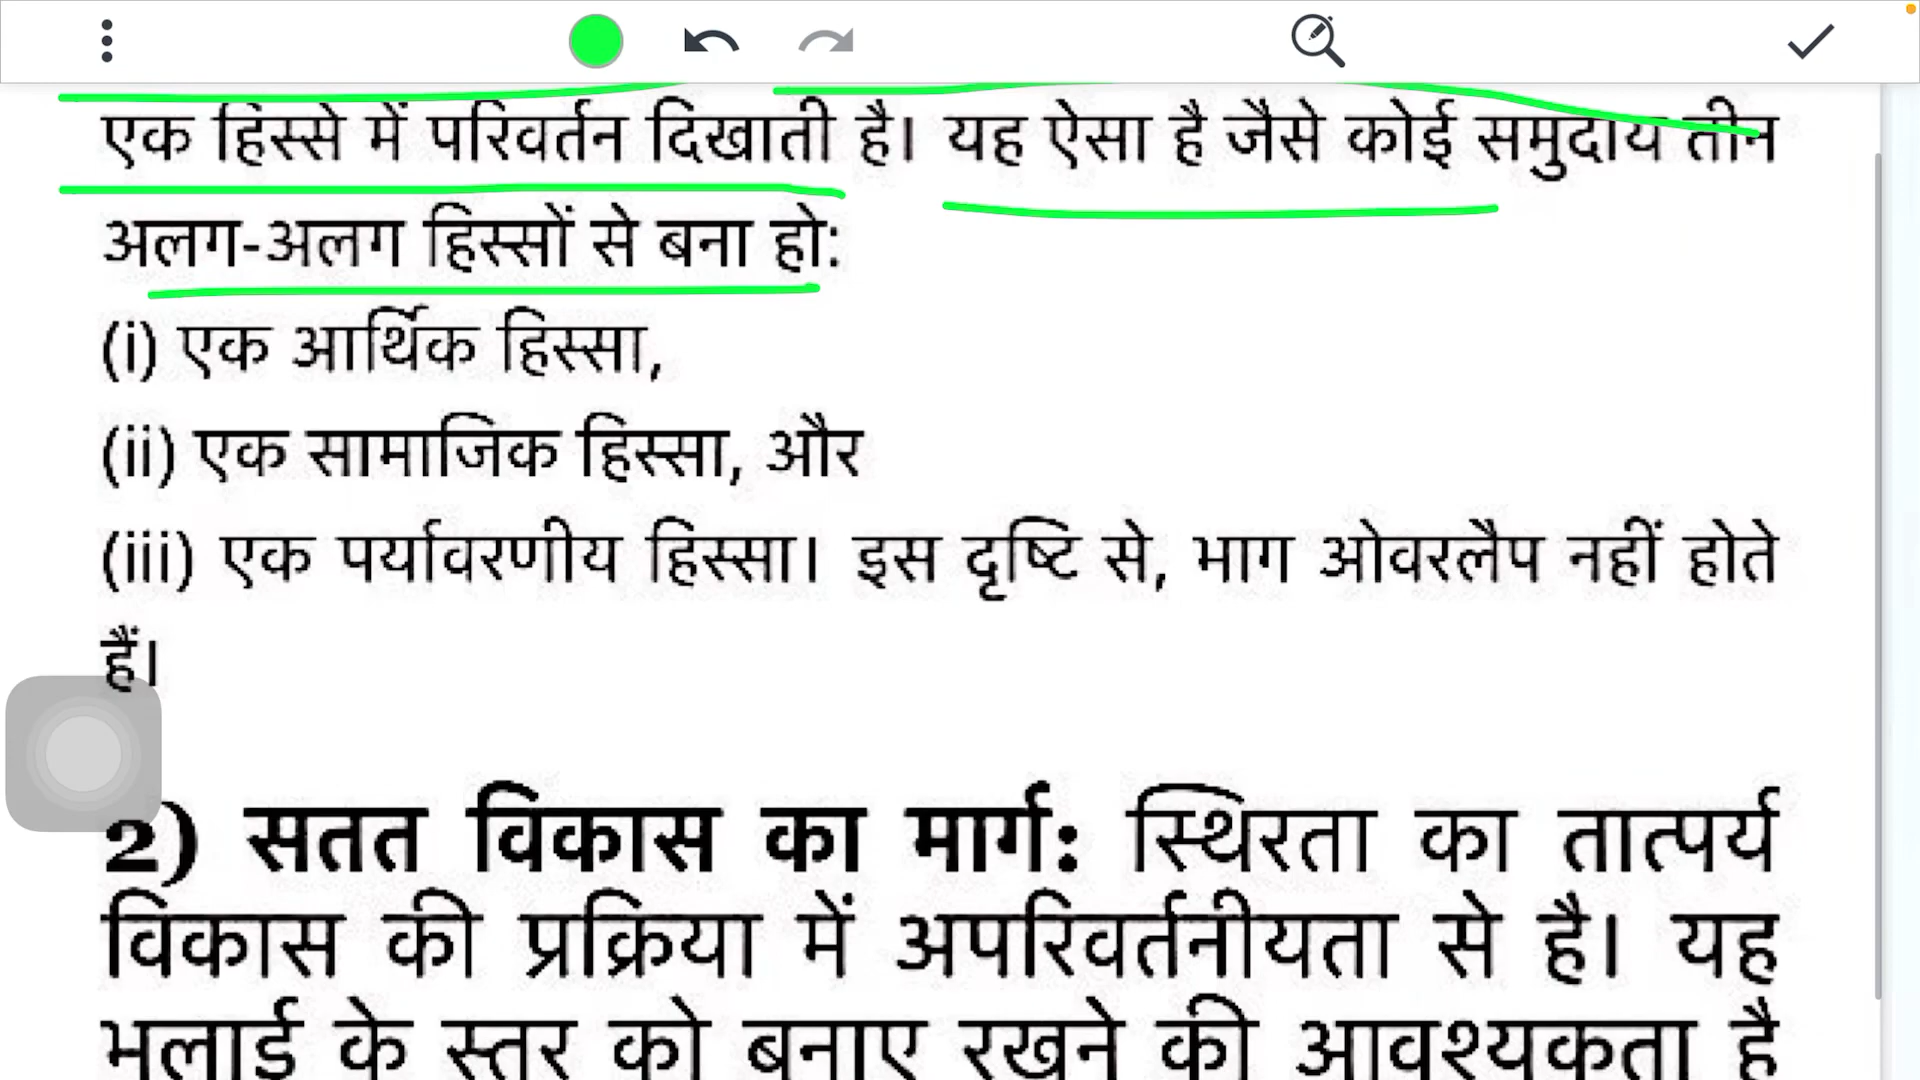 एक हिस्से में परिवर्तन दिखाती है। यह ऐसा है जैसे कोई समुदाय तीन
अलग-अलग हिस्सों से बना हो:
(i) एक आर्थिक हिस्सा,
(ii) एक सामाजिक हिस्सा, और
(iii) एक पर्यावरणीय हिस्सा। इस दृष्टि से, भाग ओवरलैप नहीं होते
हैं।
2) सतत विकास का मार्ग: स्थिरता का तात्पर्य
विकास की प्रक्रिया में अपरिवर्तनीयता से है। यह
भलाई के स्तर को बनाए रखने की आवश्यकता है